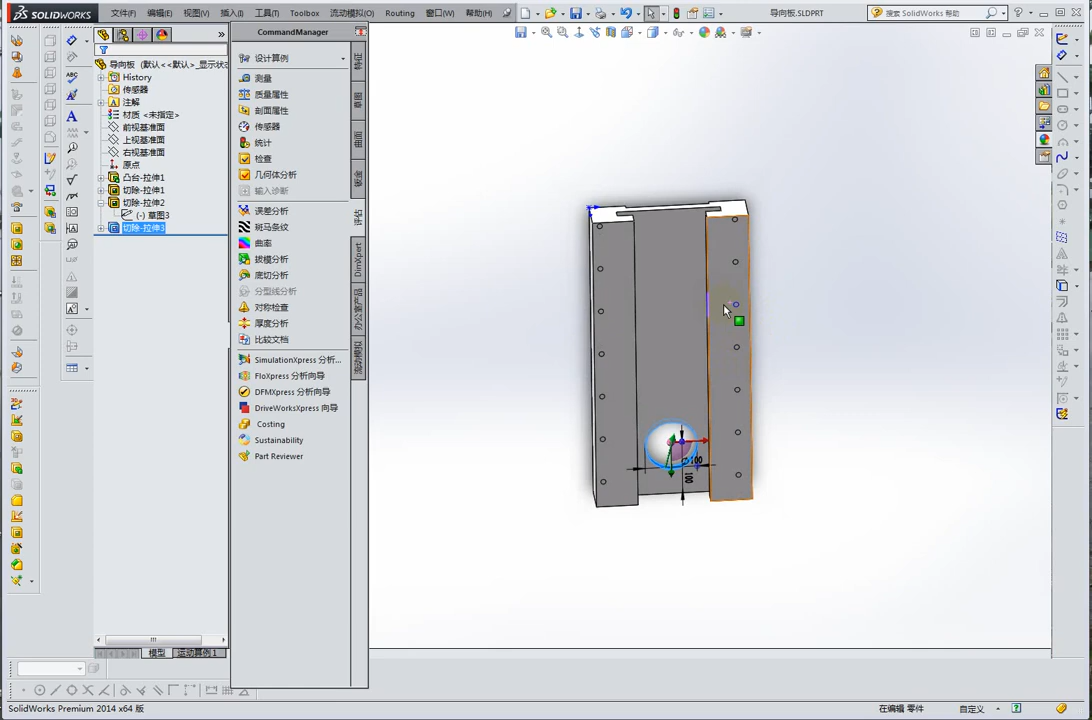 SOLIDWORKS 文件(F) 编辑(E) 视图(V) 插入(I) 工具(T) Toolbox 流动模拟(O) Routing 窗口(W) 帮助(H) 导向板.SLDPRT 搜索 SolidWorks 帮助
CommandManager
设计算例
测量
质量属性
剖面属性
传感器
统计
检查
几何体分析
输入诊断
误差分析
斑马条纹
曲率
拔模分析
底切分析
分型线分析
对称检查
厚度分析
比较文档
SimulationXpress 分析...
FloXpress 分析向导
DFMXpress 分析向导
DriveWorksXpress 向导
Costing
Sustainability
Part Reviewer
特征
草图
曲面
钣金
评估
DimXpert
办公室产品
流动模拟
导向板 (默认<<默认>_显示状态
History
传感器
注解
材质 <未指定>
前视基准面
上视基准面
右视基准面
原点
凸台-拉伸1
切除-拉伸1
切除-拉伸2
(-) 草图3
切除-拉伸3
100
100
模型 运动算例 1
SolidWorks Premium 2014 x64 版 在编辑 零件 自定义